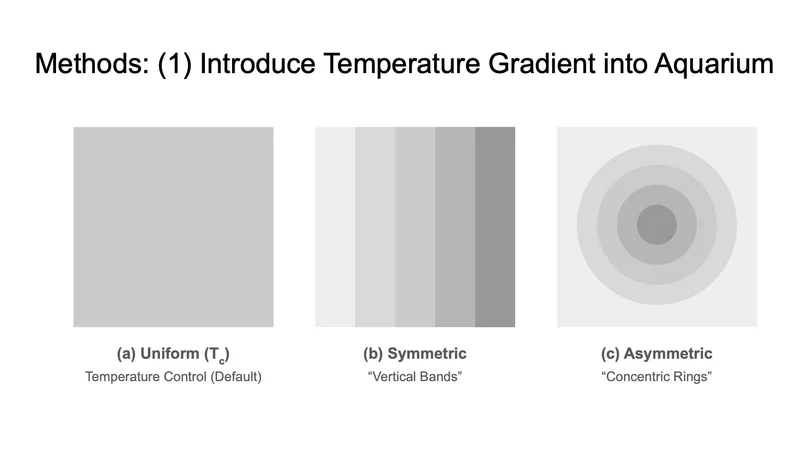 Methods: (1) Introduce Temperature Gradient into Aquarium
(a) Uniform (Tc)
Temperature Control (Default)
(b) Symmetric
“Vertical Bands”
(c) Asymmetric
“Concentric Rings”